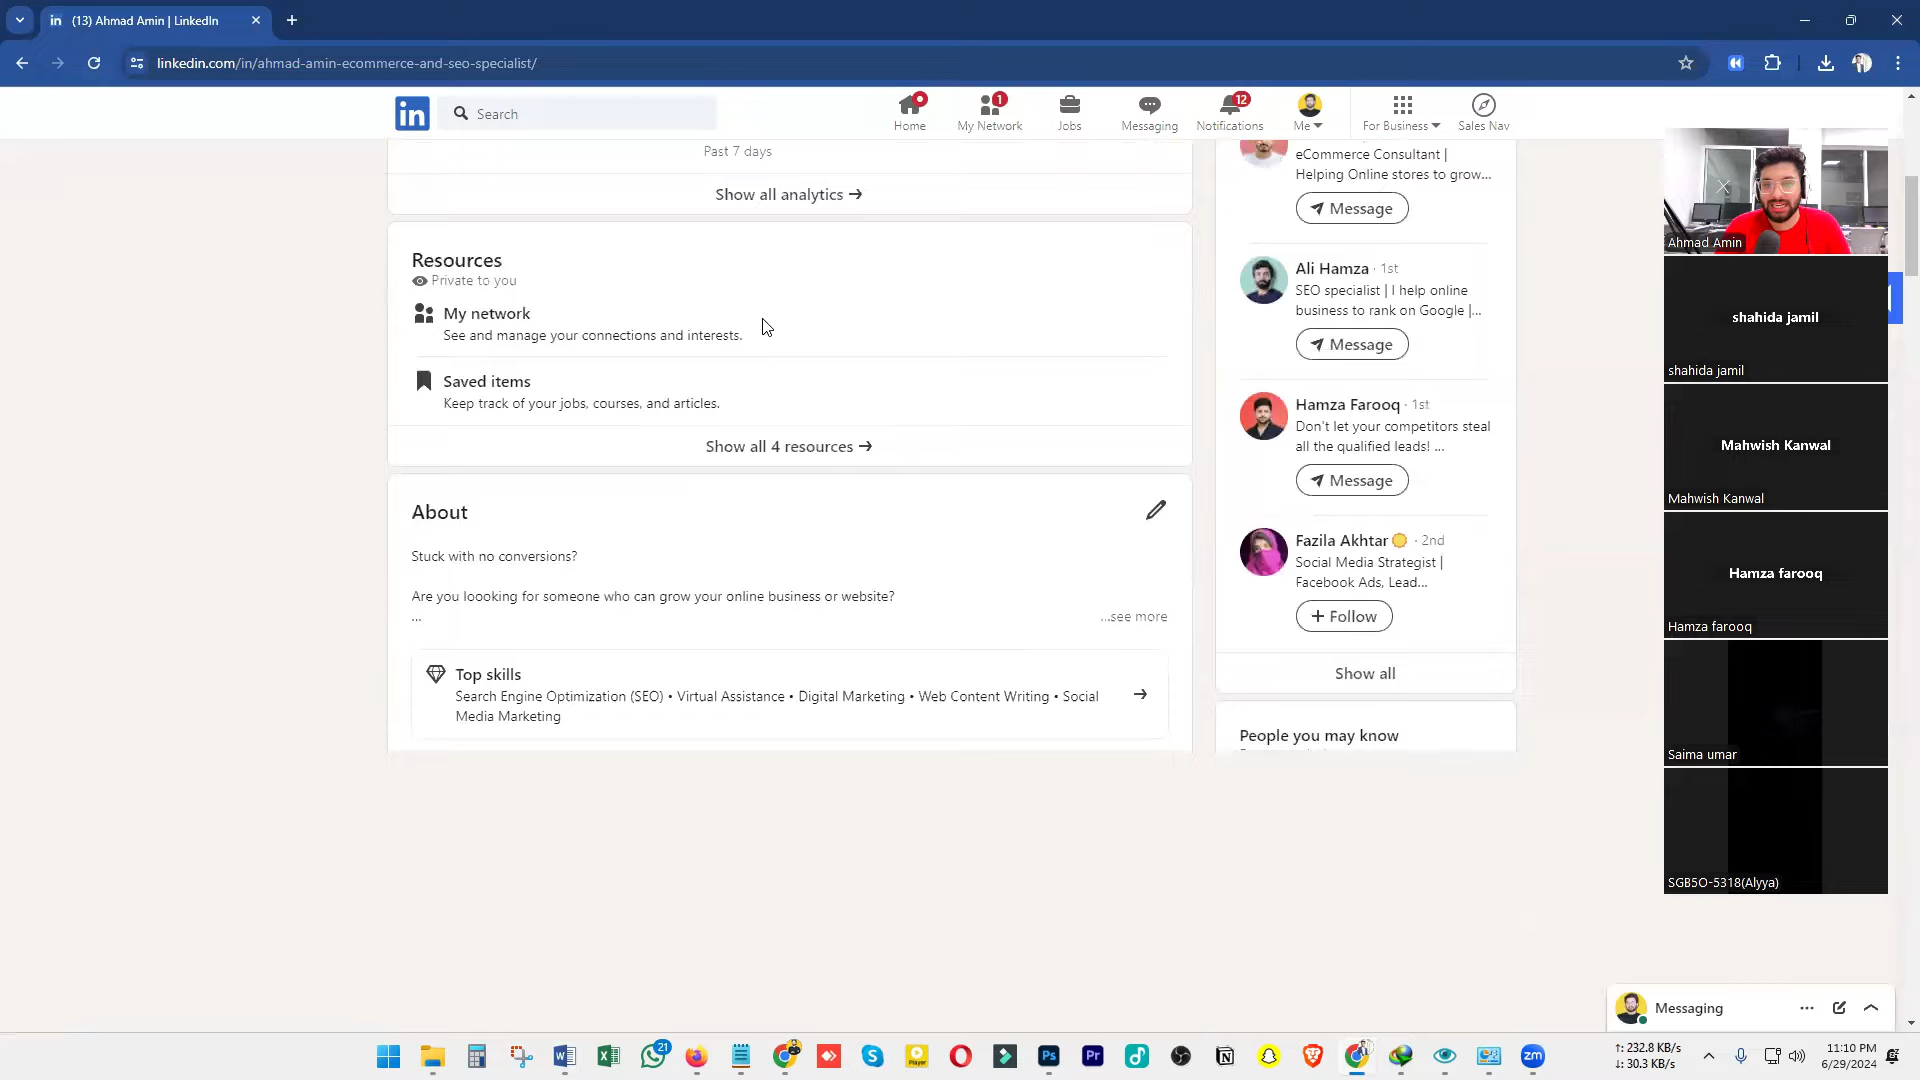 (13) Ahmad Amin | LinkedIn
linkedin.com/in/ahmad-amin-ecommerce-and-seo-specialist/
in
Search
Home
1
My Network
Jobs
Messaging
12
Notifications
Me
For Business
Sales Nav
Past 7 days
Show all analytics
Resources
Private to you
My network
See and manage your connections and interests.
Saved items
Keep track of your jobs, courses, and articles.
Show all 4 resources
About
Stuck with no conversions?
Are you loooking for someone who can grow your online business or website?
...
...see more
Top skills
Search Engine Optimization (SEO) • Virtual Assistance • Digital Marketing • Web Content Writing • Social
Media Marketing
eCommerce Consultant |
Helping Online stores to grow...
Message
Ali Hamza · 1st
SEO specialist | I help online
business to rank on Google |...
Message
Hamza Farooq · 1st
Don't let your competitors steal
all the qualified leads! ...
Message
Fazila Akhtar · 2nd
Social Media Strategist |
Facebook Ads, Lead...
Follow
Show all
People you may know
Ahmad Amin
shahida jamil
shahida jamil
Mahwish Kanwal
Mahwish Kanwal
Hamza farooq
Hamza farooq
Saima umar
SGB5O-5318(Alyya)
Messaging
21
Player
Ps
Pr
zm
↑: 232.8 KB/s
↓: 30.3 KB/s
11:10 PM
6/29/2024